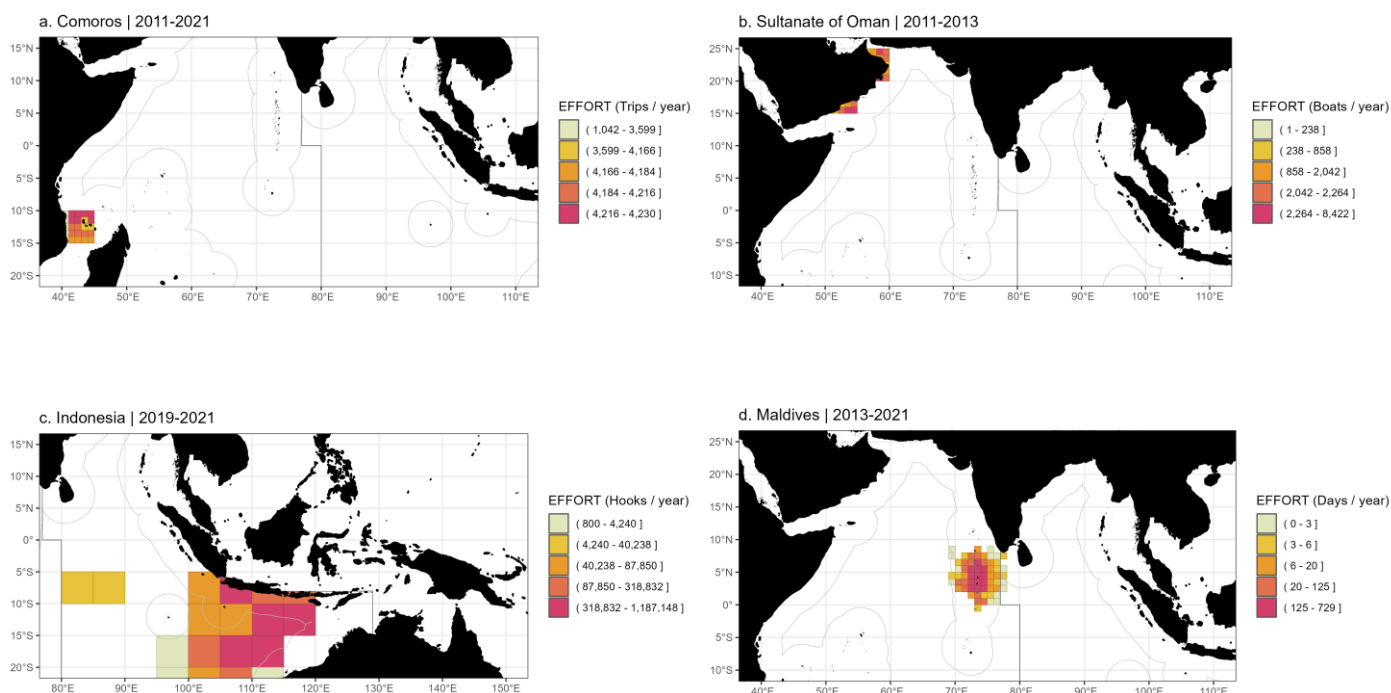 a. Comoros | 2011-2021
15°N
10°N
5°N
0°
5°S
10°S
15°S
20°S
40°E 50°E 60°E 70°E 80°E 90°E 100°E 110°E
EFFORT (Trips / year)
( 1,042 - 3,599 ]
( 3,599 - 4,166 ]
( 4,166 - 4,184 ]
( 4,184 - 4,216 ]
( 4,216 - 4,230 ]
b. Sultanate of Oman | 2011-2013
25°N
20°N
15°N
10°N
5°N
0°
5°S
10°S
40°E 50°E 60°E 70°E 80°E 90°E 100°E 110°E
EFFORT (Boats / year)
( 1 - 238 ]
( 238 - 858 ]
( 858 - 2,042 ]
( 2,042 - 2,264 ]
( 2,264 - 8,422 ]
c. Indonesia | 2019-2021
15°N
10°N
5°N
0°
5°S
10°S
15°S
20°S
80°E 90°E 100°E 110°E 120°E 130°E 140°E 150°E
EFFORT (Hooks / year)
( 800 - 4,240 ]
( 4,240 - 40,238 ]
( 40,238 - 87,850 ]
( 87,850 - 318,832 ]
( 318,832 - 1,187,148 ]
d. Maldives | 2013-2021
25°N
20°N
15°N
10°N
5°N
0°
5°S
10°S
40°E 50°E 60°E 70°E 80°E 90°E 100°E 110°E
EFFORT (Days / year)
( 0 - 3 ]
( 3 - 6 ]
( 6 - 20 ]
( 20 - 125 ]
( 125 - 729 ]